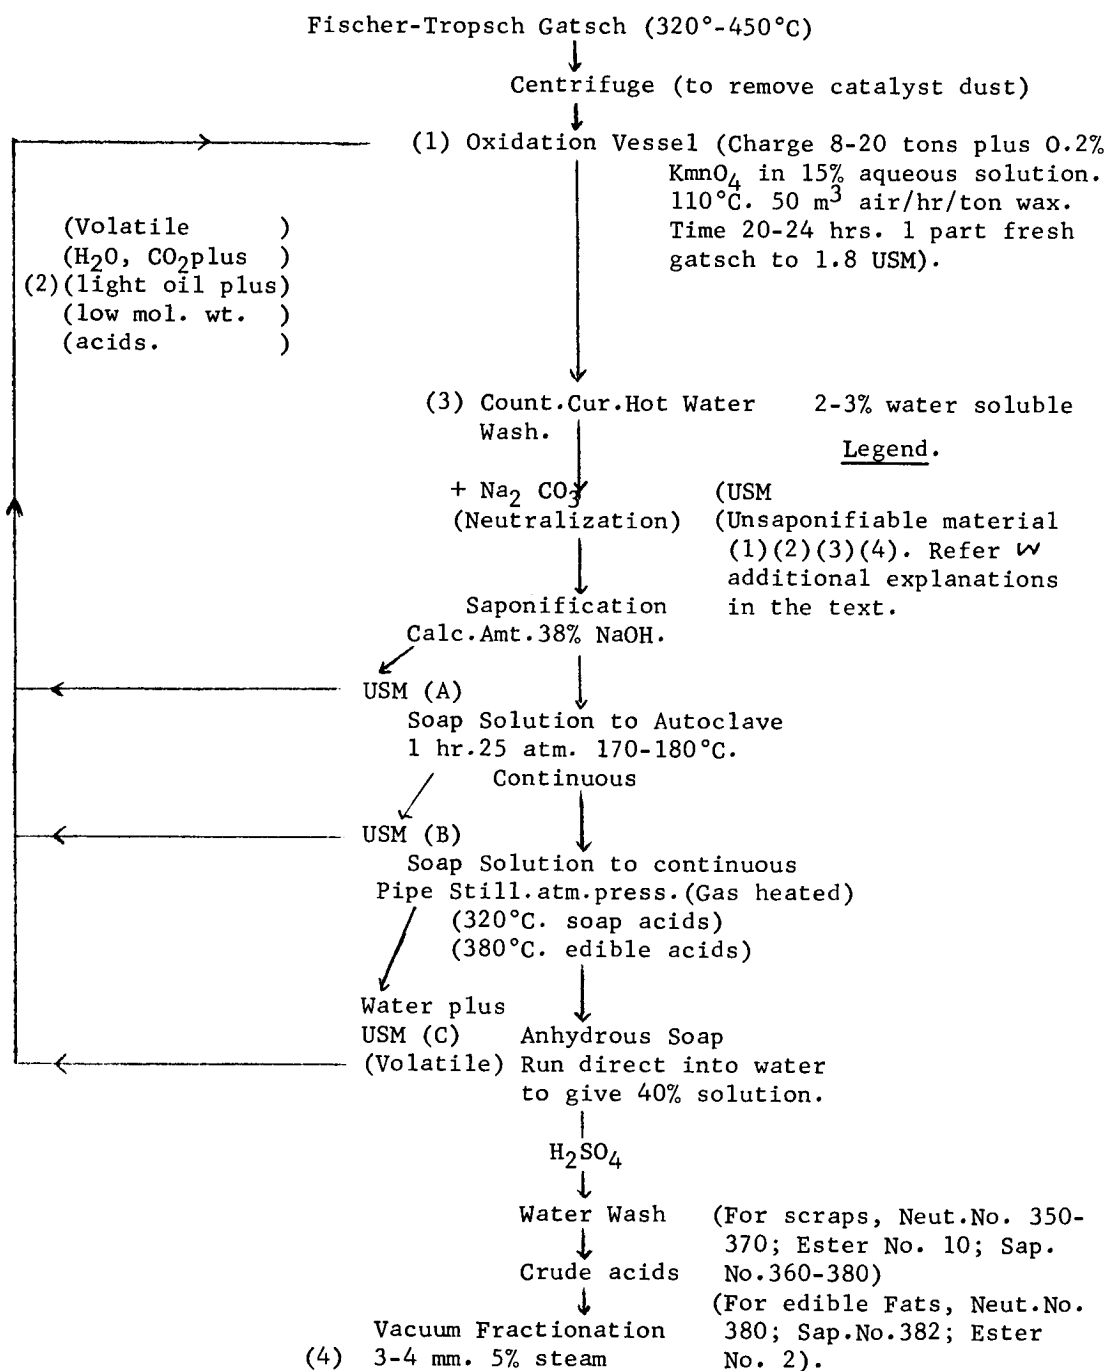 Fischer-Tropsch Gatsch (320°-450°C)
Centrifuge (to remove catalyst dust)
(1) Oxidation Vessel (Charge 8-20 tons plus 0.2%
KmnO4 in 15% aqueous solution.
110°C. 50 m³ air/hr/ton wax.
Time 20-24 hrs. 1 part fresh
gatsch to 1.8 USM).
(Volatile )
(H2O, CO2plus )
(2)(light oil plus)
(low mol. wt. )
(acids. )
(3) Count.Cur.Hot Water 2-3% water soluble
Wash.
Legend.
+ Na2 CO3 (USM
(Neutralization) (Unsaponifiable material
(1)(2)(3)(4). Refer
additional explanations
in the text.
Saponification
Calc.Amt.38% NaOH.
USM (A)
Soap Solution to Autoclave
1 hr.25 atm. 170-180°C.
Continuous
USM (B)
Soap Solution to continuous
Pipe Still.atm.press.(Gas heated)
(320°C. soap acids)
(380°C. edible acids)
Water plus
USM (C) Anhydrous Soap
(Volatile) Run direct into water
to give 40% solution.
H2SO4
Water Wash (For scraps, Neut.No. 350-
370; Ester No. 10; Sap.
Crude acids No.360-380)
(For edible Fats, Neut.No.
Vacuum Fractionation 380; Sap.No.382; Ester
(4) 3-4 mm. 5% steam No. 2).